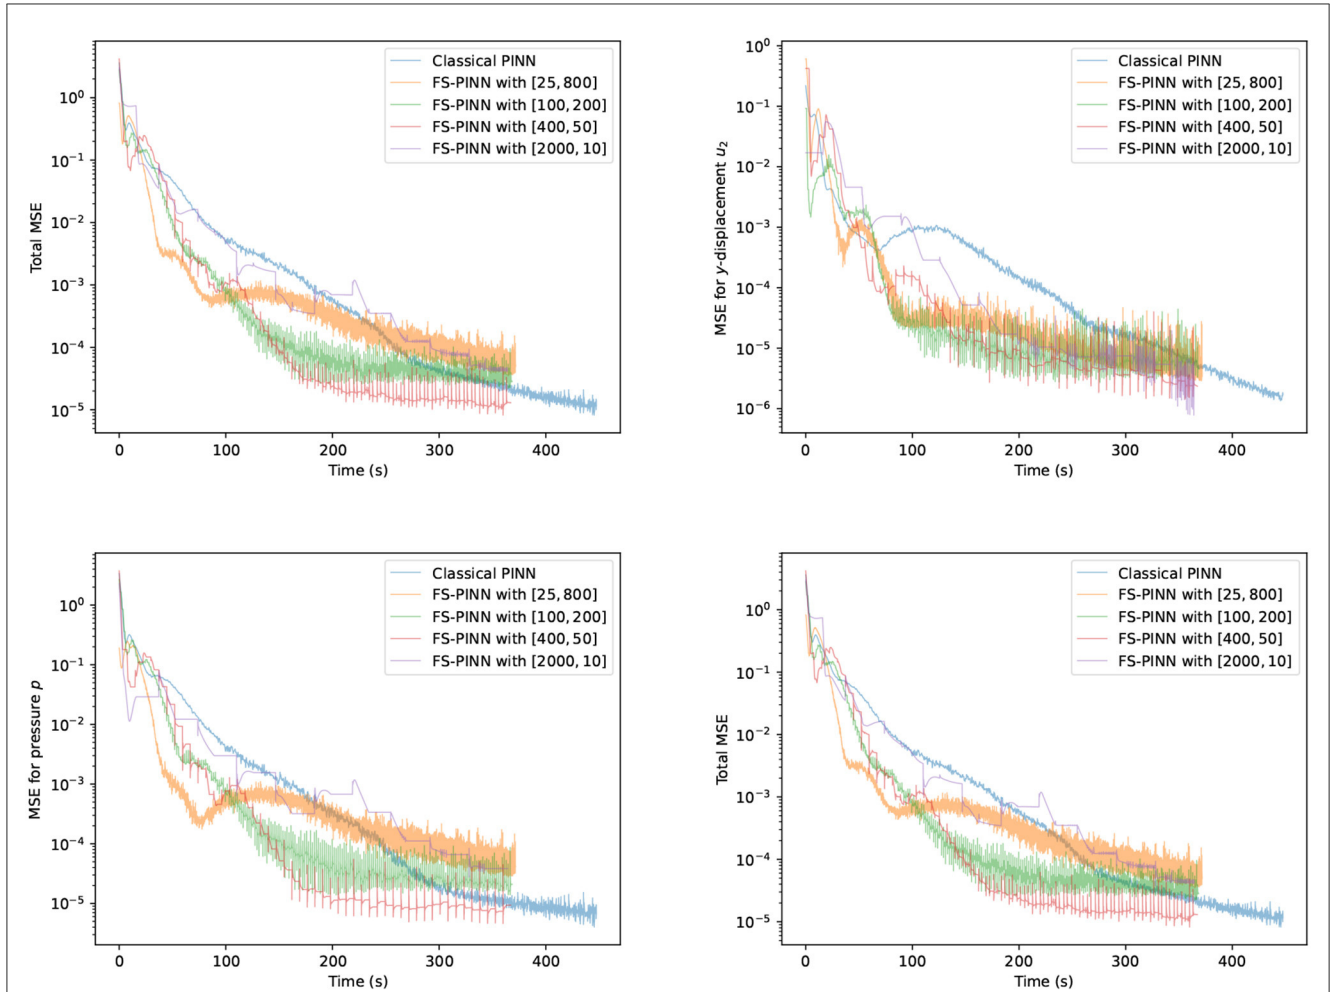 Classical PINN
FS-PINN with [25, 800]
FS-PINN with [100, 200]
FS-PINN with [400, 50]
FS-PINN with [2000, 10]
10⁰
10⁻¹
10⁻²
10⁻³
10⁻⁴
10⁻⁵
Total MSE
0 100 200 300 400
Time (s)
Classical PINN
FS-PINN with [25, 800]
FS-PINN with [100, 200]
FS-PINN with [400, 50]
FS-PINN with [2000, 10]
10⁰
10⁻¹
10⁻²
10⁻³
10⁻⁴
10⁻⁵
10⁻⁶
MSE for y-displacement u₂
0 100 200 300 400
Time (s)
Classical PINN
FS-PINN with [25, 800]
FS-PINN with [100, 200]
FS-PINN with [400, 50]
FS-PINN with [2000, 10]
10⁰
10⁻¹
10⁻²
10⁻³
10⁻⁴
10⁻⁵
MSE for pressure p
0 100 200 300 400
Time (s)
Classical PINN
FS-PINN with [25, 800]
FS-PINN with [100, 200]
FS-PINN with [400, 50]
FS-PINN with [2000, 10]
10⁰
10⁻¹
10⁻²
10⁻³
10⁻⁴
10⁻⁵
Total MSE
0 100 200 300 400
Time (s)